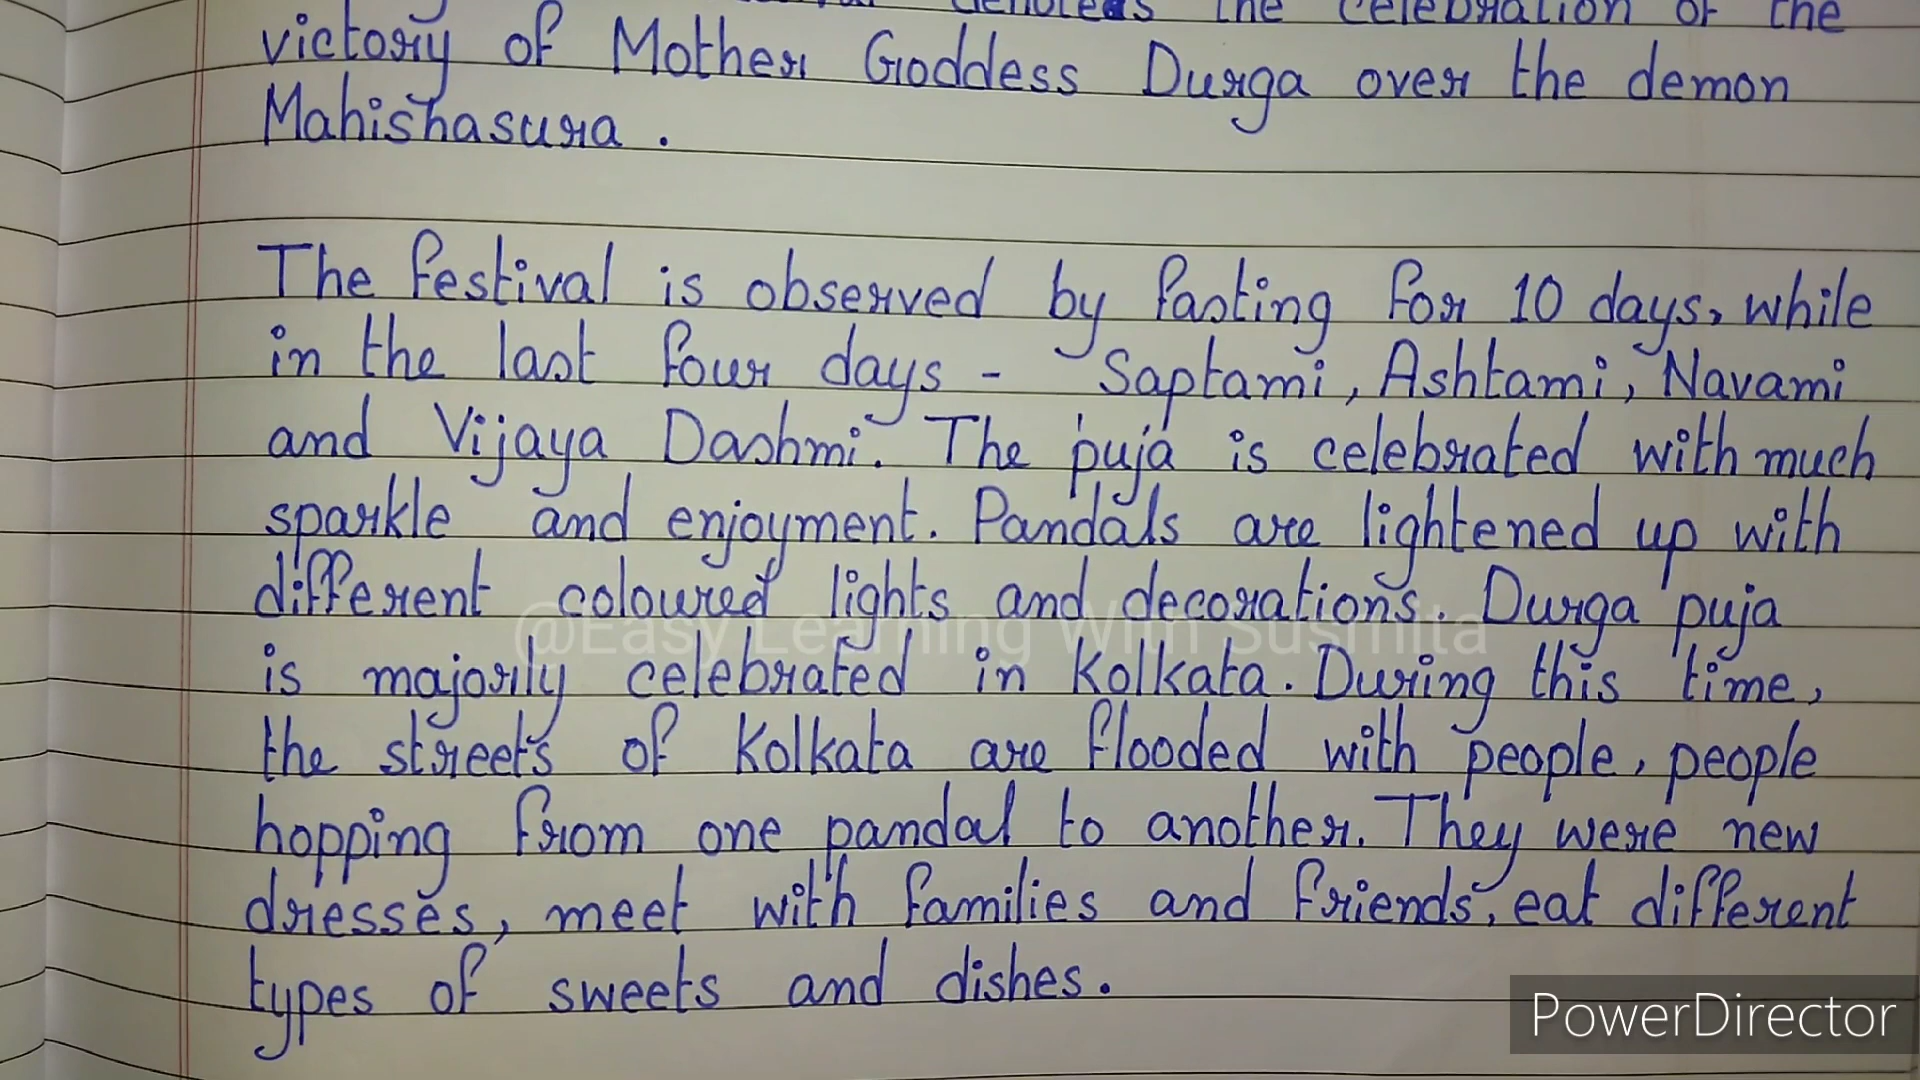 denotes the celebration of the
victory of Mother Goddess Durga over the demon
Mahishasura.
The festival is observed by fasting for 10 days, while
in the last four days - Saptami, Ashtami, Navami
and Vijaya Dashmi. The puja is celebrated with much
sparkle and enjoyment. Pandals are lightened up with
different coloured lights and decorations. Durga puja
@Easy Learning With Susmita
is majorily celebrated in Kolkata. During this time,
the streets of Kolkata are flooded with people, people
hopping from one pandal to another. They were new
dresses, meet with families and friends, eat different
types of sweets and dishes.
PowerDirector